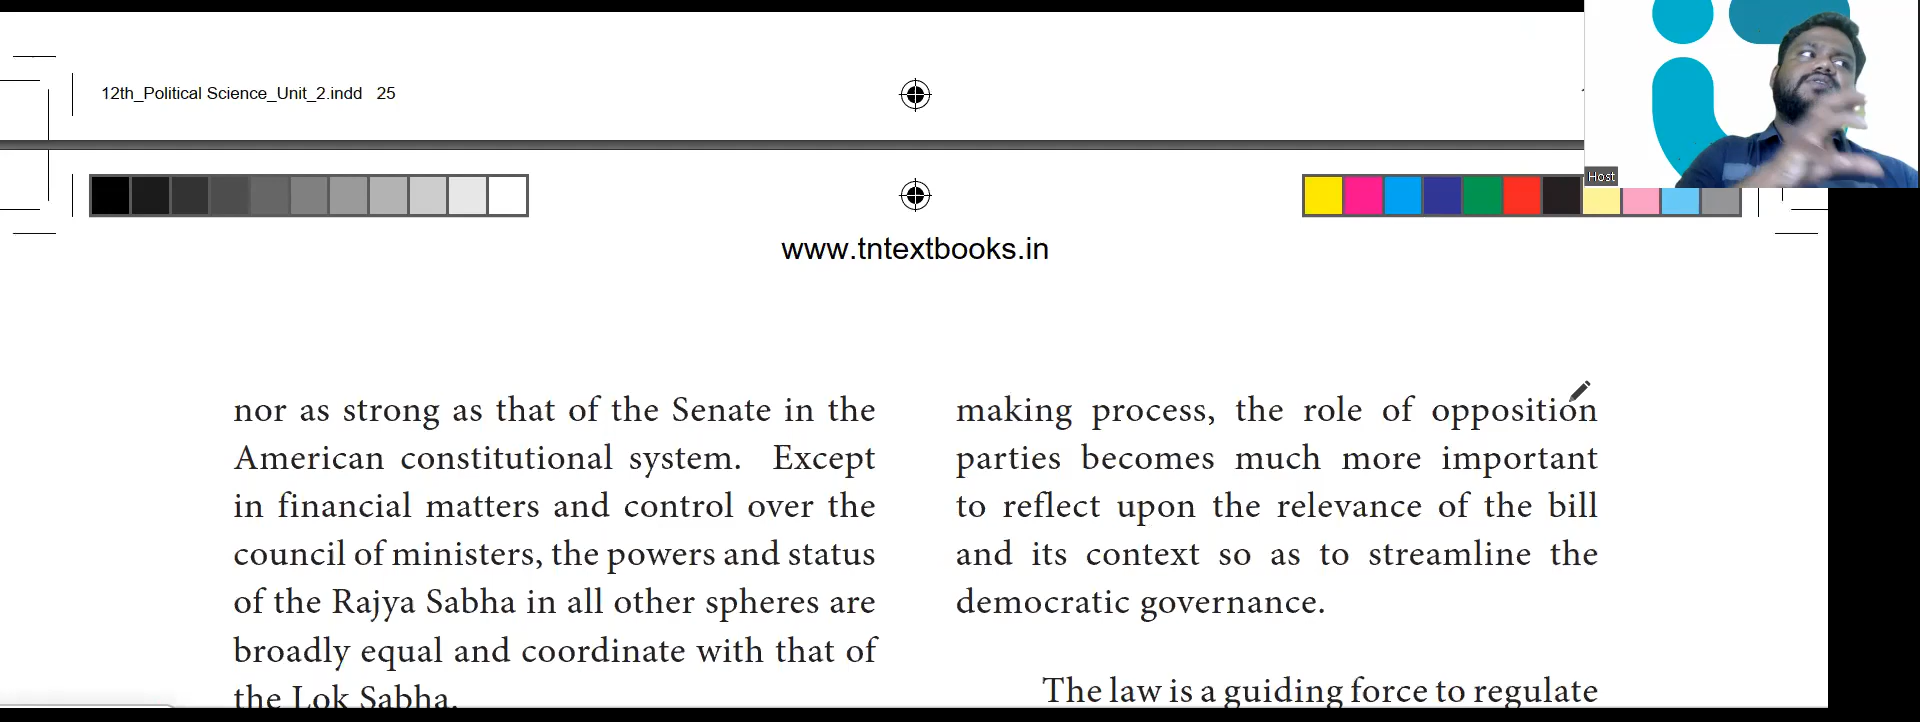 12th_Political Science_Unit_2.indd 25
Host
www.tntextbooks.in
nor as strong as that of the Senate in the
American constitutional system. Except
in financial matters and control over the
council of ministers, the powers and status
of the Rajya Sabha in all other spheres are
broadly equal and coordinate with that of
the Lok Sabha.
making process, the role of opposition
parties becomes much more important
to reflect upon the relevance of the bill
and its context so as to streamline the
democratic governance.
The law is a guiding force to regulate